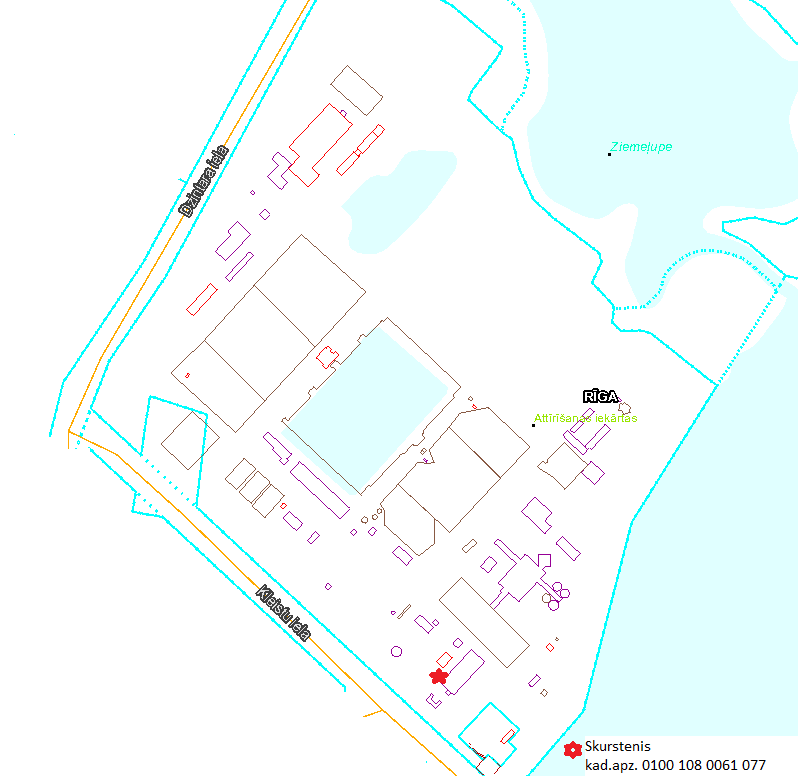 Ziemeļupe
Dzintara iela
RĪGA
Attīrīšanas iekārtas
Kleistu iela
Skurstenis
kad.apz. 0100 108 0061 077